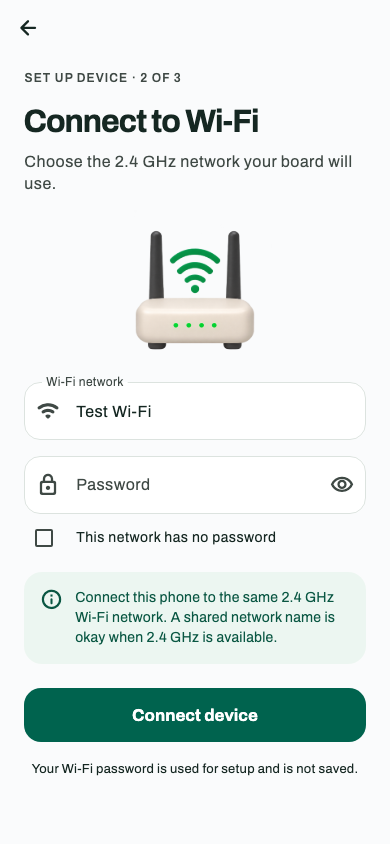 SET UP DEVICE · 2 OF 3
Connect to Wi-Fi
Choose the 2.4 GHz network your board will
use.
Wi-Fi network
Test Wi-Fi
Password
This network has no password
Connect this phone to the same 2.4 GHz
Wi-Fi network. A shared network name is
okay when 2.4 GHz is available.
Connect device
Your Wi-Fi password is used for setup and is not saved.